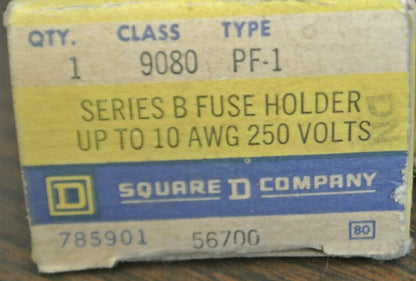 QTY. CLASS TYPE
1 9080 PF-1
SERIES B FUSE HOLDER
UP TO 10 AWG 250 VOLTS
D SQUARE D COMPANY
785901 56700 80